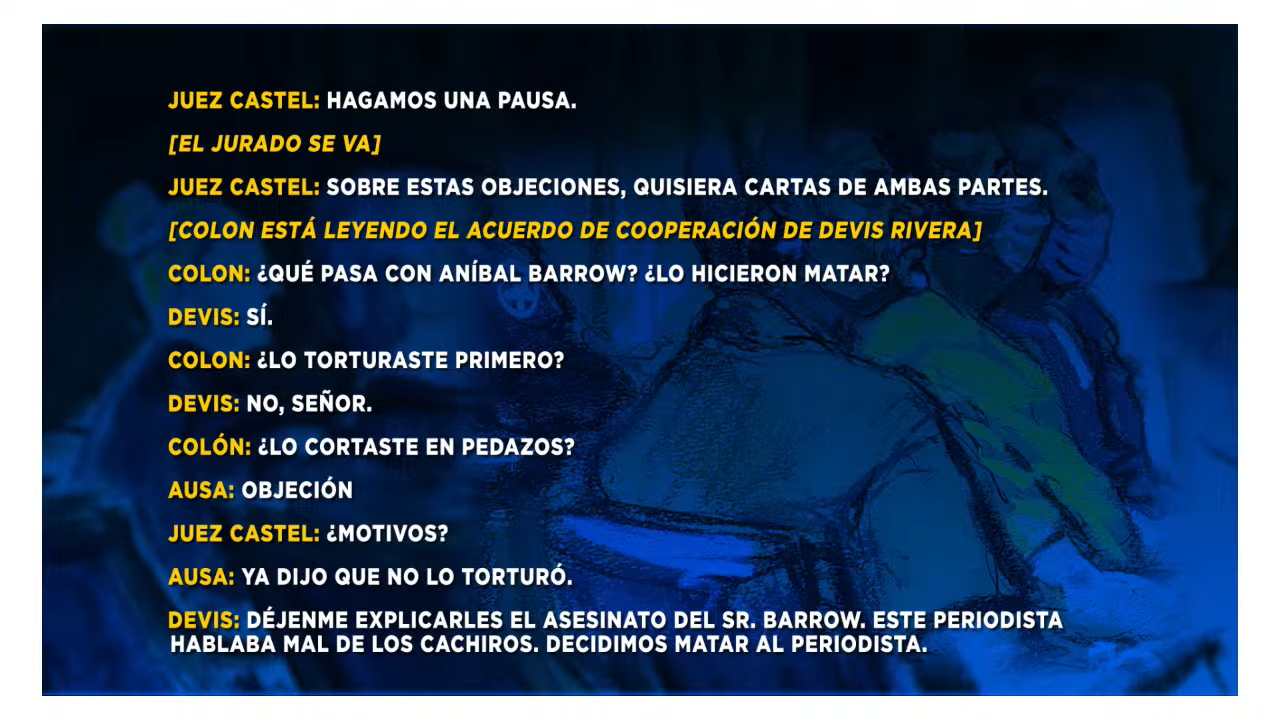 JUEZ CASTEL: HAGAMOS UNA PAUSA.
[EL JURADO SE VA]
JUEZ CASTEL: SOBRE ESTAS OBJECIONES, QUISIERA CARTAS DE AMBAS PARTES.
[COLON ESTÁ LEYENDO EL ACUERDO DE COOPERACIÓN DE DEVIS RIVERA]
COLON: ¿QUÉ PASA CON ANÍBAL BARROW? ¿LO HICIERON MATAR?
DEVIS: SÍ.
COLON: ¿LO TORTURASTE PRIMERO?
DEVIS: NO, SEÑOR.
COLÓN: ¿LO CORTASTE EN PEDAZOS?
AUSA: OBJECIÓN
JUEZ CASTEL: ¿MOTIVOS?
AUSA: YA DIJO QUE NO LO TORTURÓ.
DEVIS: DÉJENME EXPLICARLES EL ASESINATO DEL SR. BARROW. ESTE PERIODISTA
HABLABA MAL DE LOS CACHIROS. DECIDIMOS MATAR AL PERIODISTA.